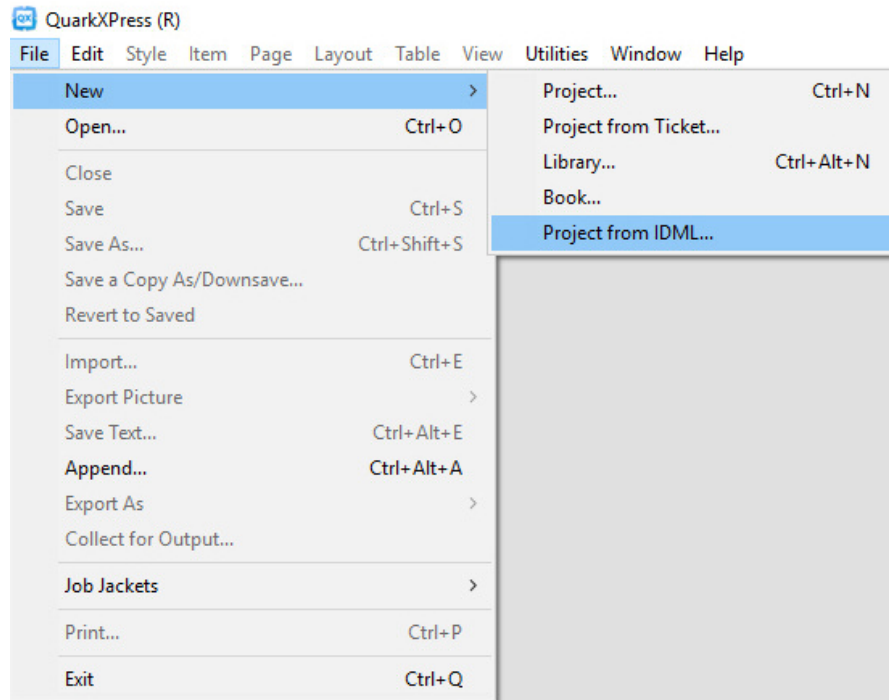 QuarkXPress (R)
File Edit Style Item Page Layout Table View Utilities Window Help
New
Open... Ctrl+O
Close
Save Ctrl+S
Save As... Ctrl+Shift+S
Save a Copy As/Downsave...
Revert to Saved
Import... Ctrl+E
Export Picture
Save Text... Ctrl+Alt+E
Append... Ctrl+Alt+A
Export As
Collect for Output...
Job Jackets
Print... Ctrl+P
Exit Ctrl+Q
Project... Ctrl+N
Project from Ticket...
Library... Ctrl+Alt+N
Book...
Project from IDML...